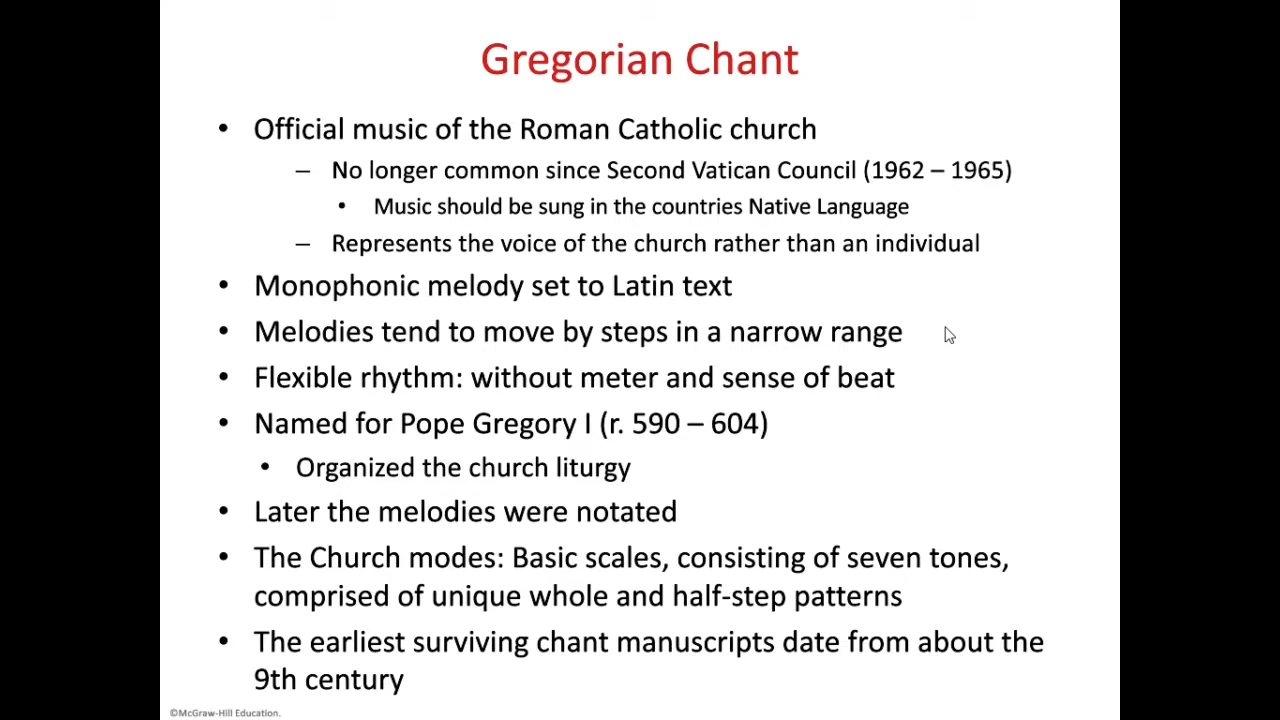 Gregorian Chant
• Official music of the Roman Catholic church
– No longer common since Second Vatican Council (1962 – 1965)
• Music should be sung in the countries Native Language
– Represents the voice of the church rather than an individual
• Monophonic melody set to Latin text
• Melodies tend to move by steps in a narrow range
• Flexible rhythm: without meter and sense of beat
• Named for Pope Gregory I (r. 590 – 604)
• Organized the church liturgy
• Later the melodies were notated
• The Church modes: Basic scales, consisting of seven tones,
comprised of unique whole and half-step patterns
• The earliest surviving chant manuscripts date from about the
9th century
©McGraw-Hill Education.